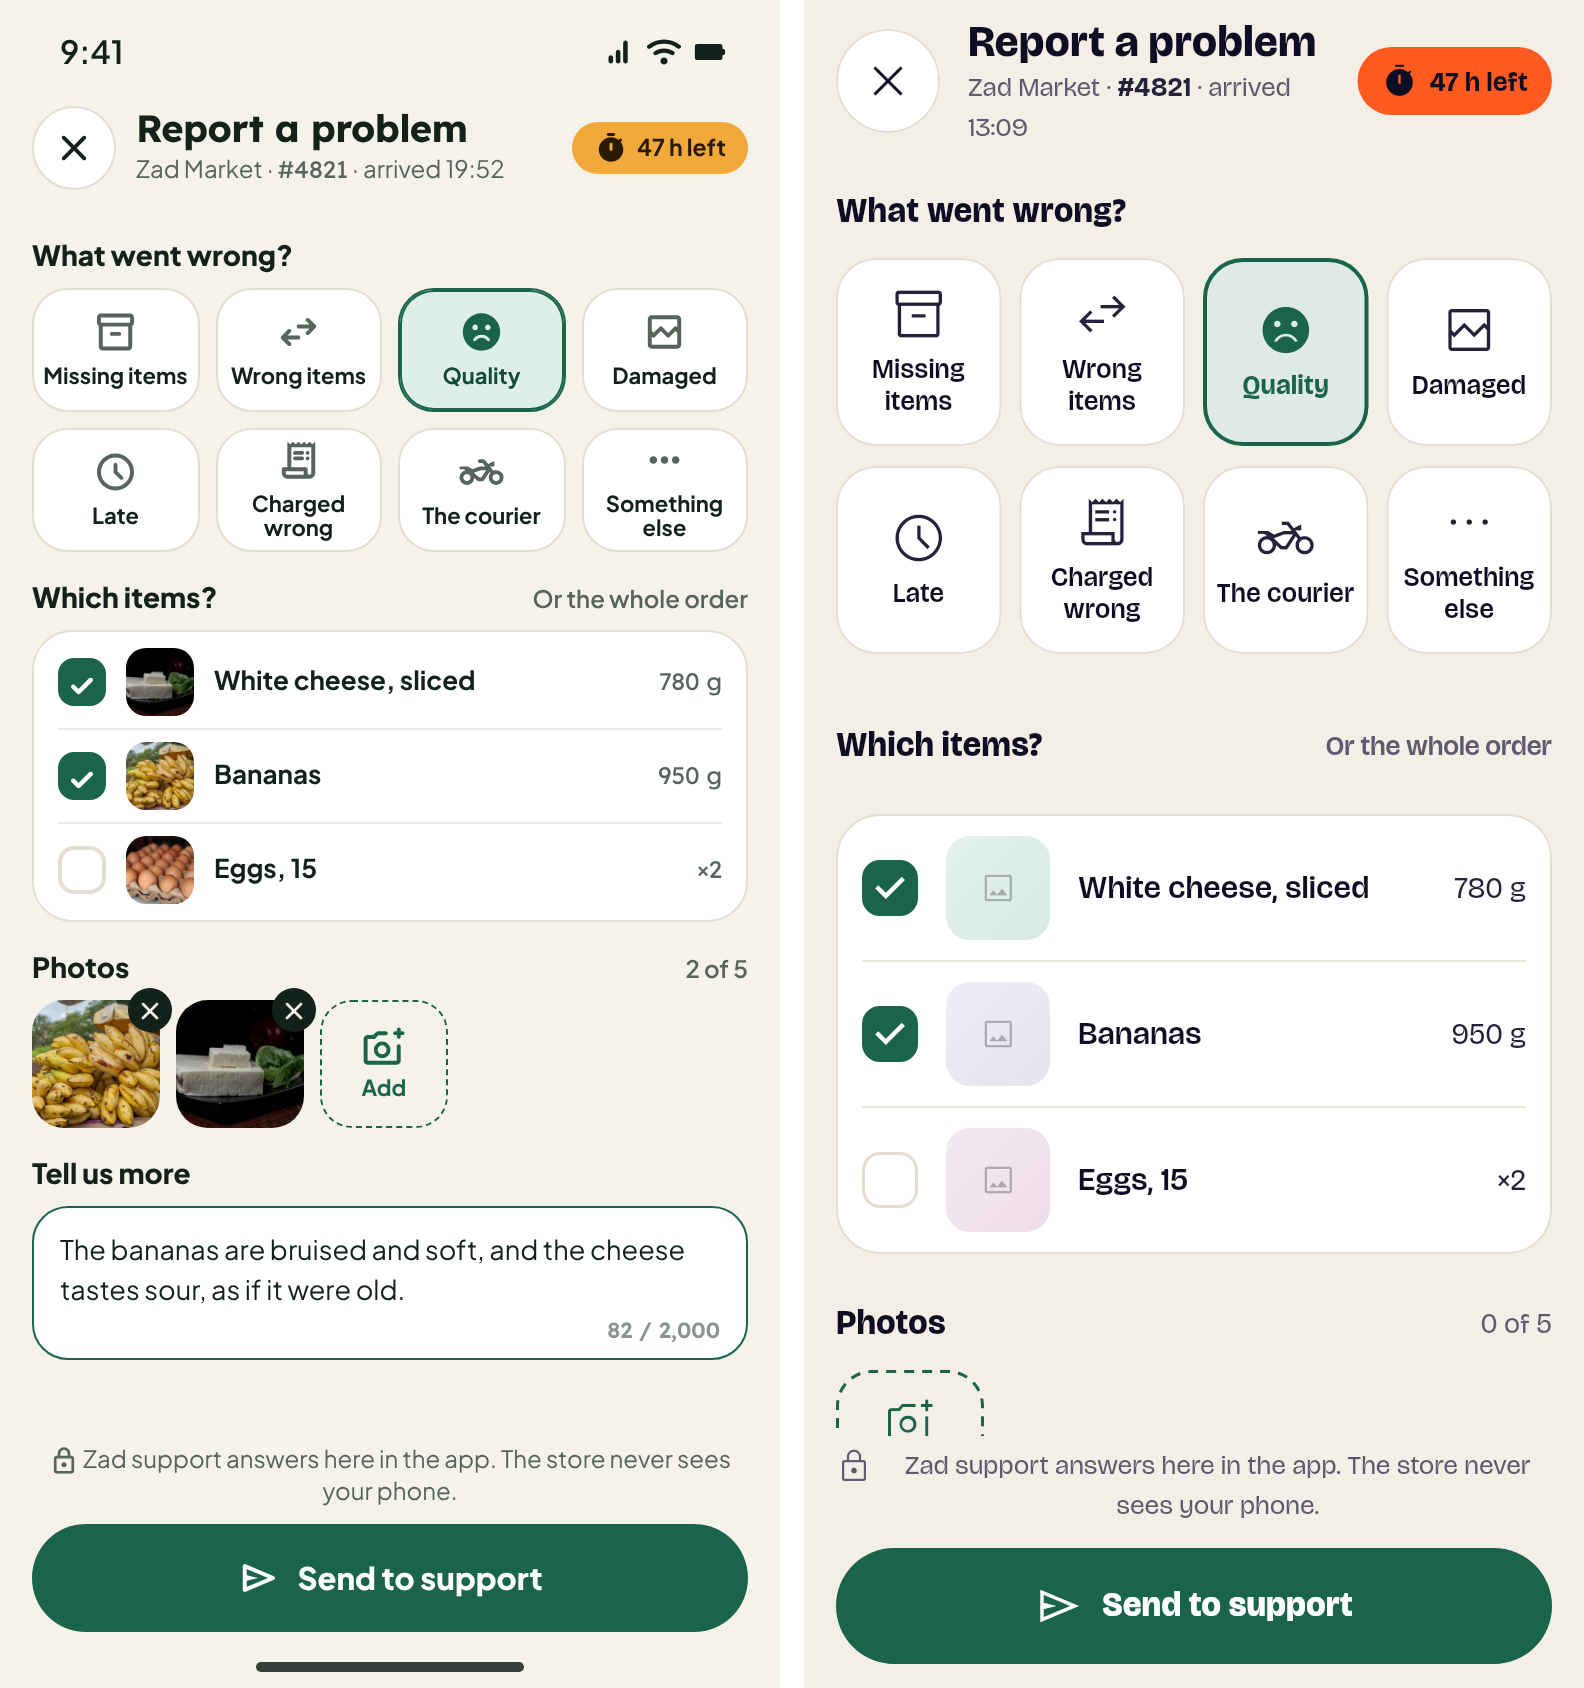 9:41
Report a problem
Zad Market · #4821 · arrived 19:52
47 h left
What went wrong?
Missing items
Wrong items
Quality
Damaged
Late
Charged
wrong
The courier
Something
else
Which items?
Or the whole order
White cheese, sliced
780 g
Bananas
950 g
Eggs, 15
×2
Photos
2 of 5
Add
Tell us more
The bananas are bruised and soft, and the cheese
tastes sour, as if it were old.
82 / 2,000
Zad support answers here in the app. The store never sees
your phone.
Send to support
Report a problem
Zad Market · #4821 · arrived
13:09
47 h left
What went wrong?
Missing
items
Wrong
items
Quality
Damaged
Late
Charged
wrong
The courier
Something
else
Which items?
Or the whole order
White cheese, sliced
780 g
Bananas
950 g
Eggs, 15
×2
Photos
0 of 5
Zad support answers here in the app. The store never
sees your phone.
Send to support